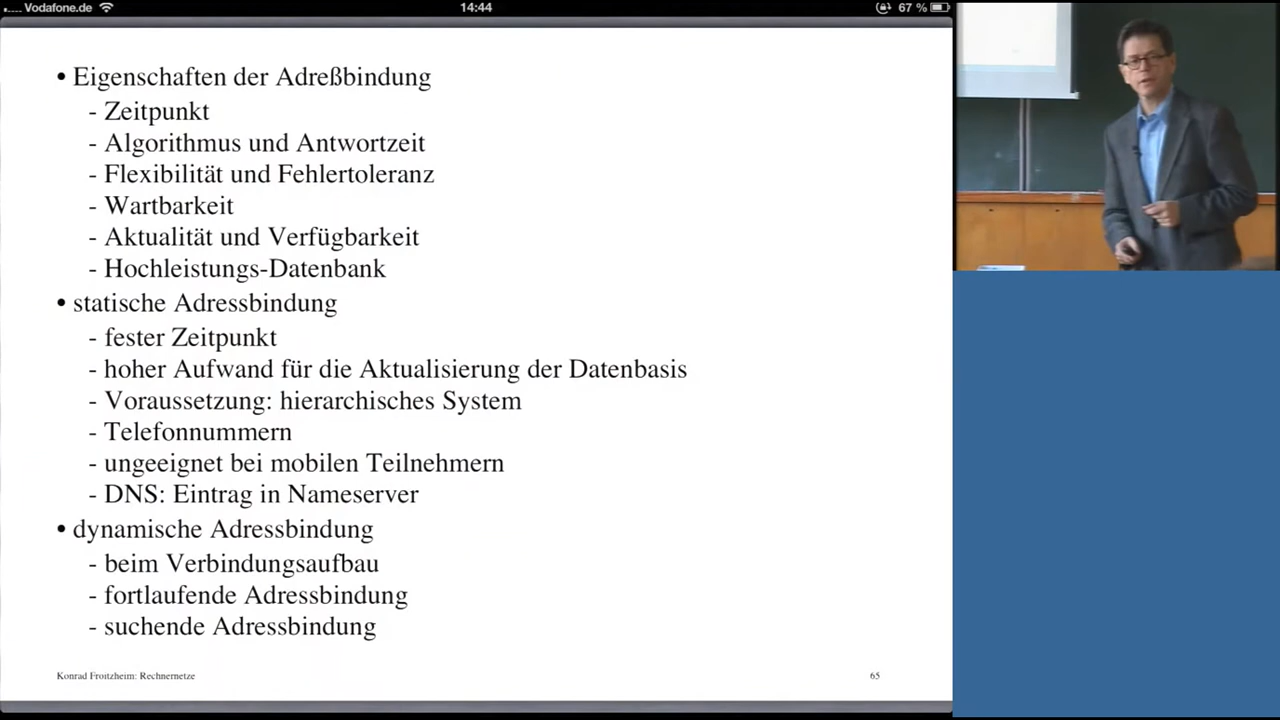 Vodafone.de
14:44
67 %
• Eigenschaften der Adreßbindung
- Zeitpunkt
- Algorithmus und Antwortzeit
- Flexibilität und Fehlertoleranz
- Wartbarkeit
- Aktualität und Verfügbarkeit
- Hochleistungs-Datenbank
• statische Adressbindung
- fester Zeitpunkt
- hoher Aufwand für die Aktualisierung der Datenbasis
- Voraussetzung: hierarchisches System
- Telefonnummern
- ungeeignet bei mobilen Teilnehmern
- DNS: Eintrag in Nameserver
• dynamische Adressbindung
- beim Verbindungsaufbau
- fortlaufende Adressbindung
- suchende Adressbindung
Konrad Froitzheim: Rechnernetze
65